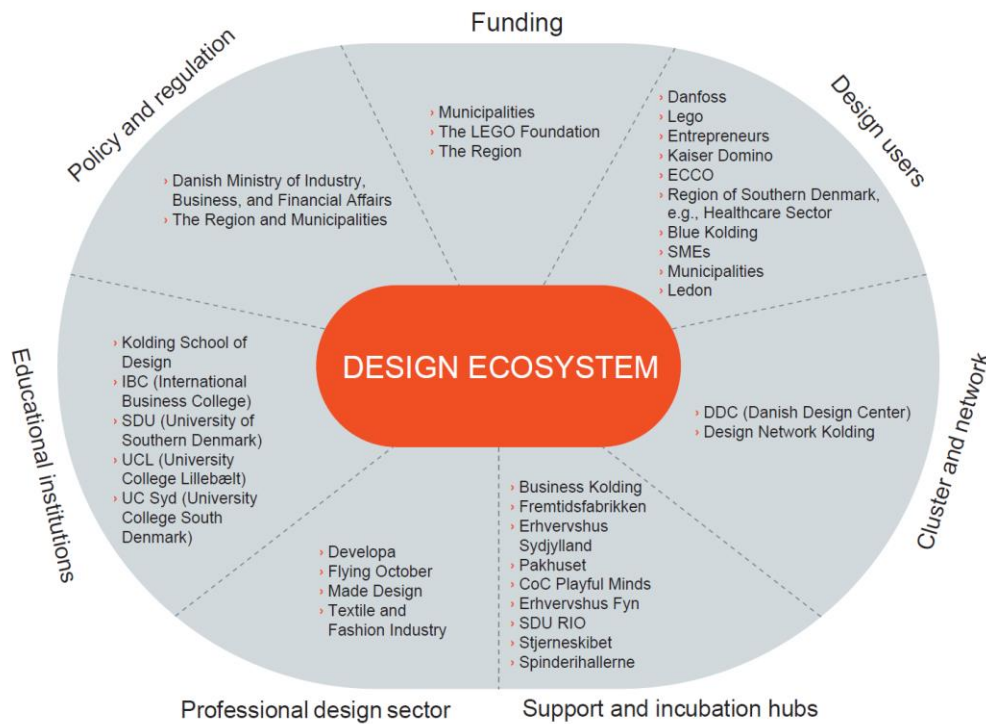 Funding
Policy and regulation
Design users
› Municipalities
› The LEGO Foundation
› The Region
› Danfoss
› Lego
› Entrepreneurs
› Kaiser Domino
› ECCO
› Region of Southern Denmark,
e.g., Healthcare Sector
› Blue Kolding
› SMEs
› Municipalities
› Ledon
› Danish Ministry of Industry,
Business, and Financial Affairs
› The Region and Municipalities
DESIGN ECOSYSTEM
Educational institutions
› Kolding School of
Design
› IBC (International
Business College)
› SDU (University of
Southern Denmark)
› UCL (University
College Lillebælt)
› UC Syd (University
College South
Denmark)
› DDC (Danish Design Center)
› Design Network Kolding
Cluster and network
› Developa
› Flying October
› Made Design
› Textile and
Fashion Industry
› Business Kolding
› Fremtidsfabrikken
› Erhvervshus
Sydjylland
› Pakhuset
› CoC Playful Minds
› Erhvervshus Fyn
› SDU RIO
› Stjerneskibet
› Spinderihallerne
Professional design sector
Support and incubation hubs